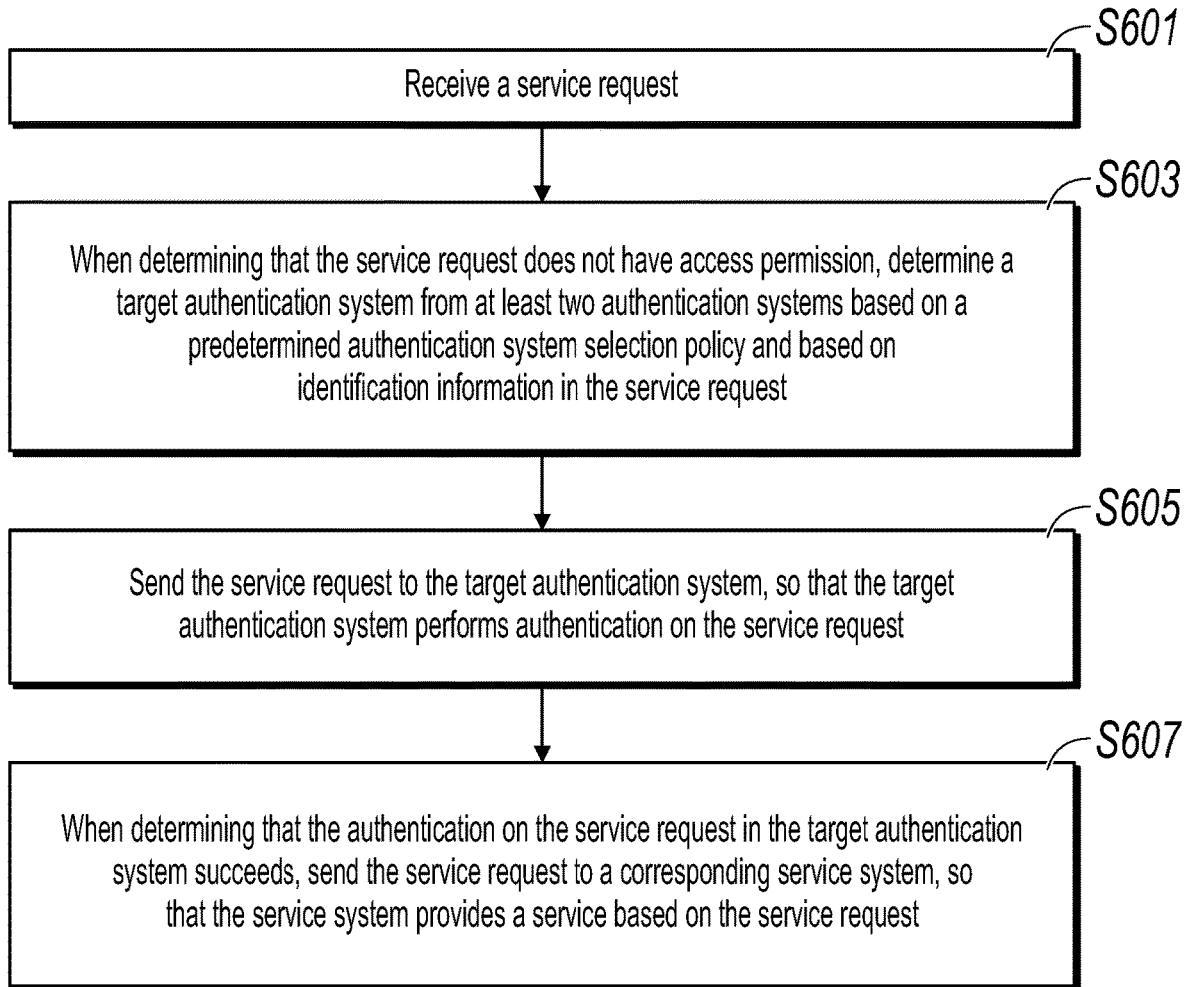 S601
Receive a service request
S603
When determining that the service request does not have access permission, determine a
target authentication system from at least two authentication systems based on a
predetermined authentication system selection policy and based on
identification information in the service request
S605
Send the service request to the target authentication system, so that the target
authentication system performs authentication on the service request
S607
When determining that the authentication on the service request in the target authentication
system succeeds, send the service request to a corresponding service system, so
that the service system provides a service based on the service request